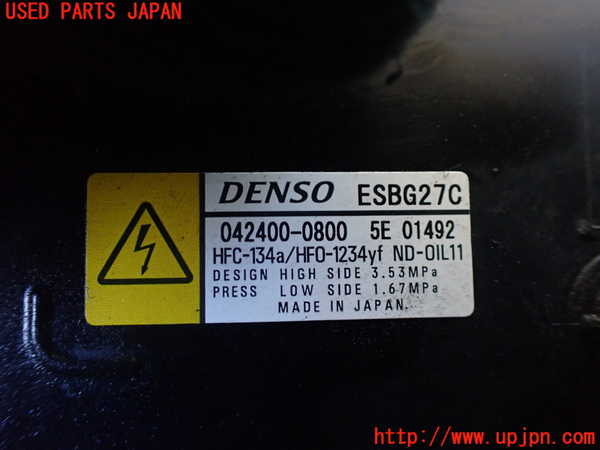 USED PARTS JAPAN
DENSO ESBG27C
042400-0800 5E 01492
HFC-134a/HFO-1234yf ND-OIL11
DESIGN HIGH SIDE 3.53MPa
PRESS LOW SIDE 1.67MPa
MADE IN JAPAN.
© www.upjpn.com